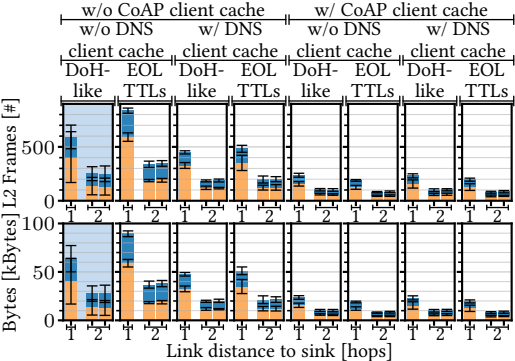 w/o CoAP client cache w/ CoAP client cache
w/o DNS client cache w/ DNS client cache w/o DNS client cache w/ DNS client cache
DoH-like EOL TTLs DoH-like EOL TTLs DoH-like EOL TTLs DoH-like EOL TTLs
L2 Frames [#]
500
0
1 2 1 2 1 2 1 2 1 2 1 2 1 2 1 2
Bytes [kBytes]
100
50
0
1 2 1 2 1 2 1 2 1 2 1 2 1 2 1 2
Link distance to sink [hops]